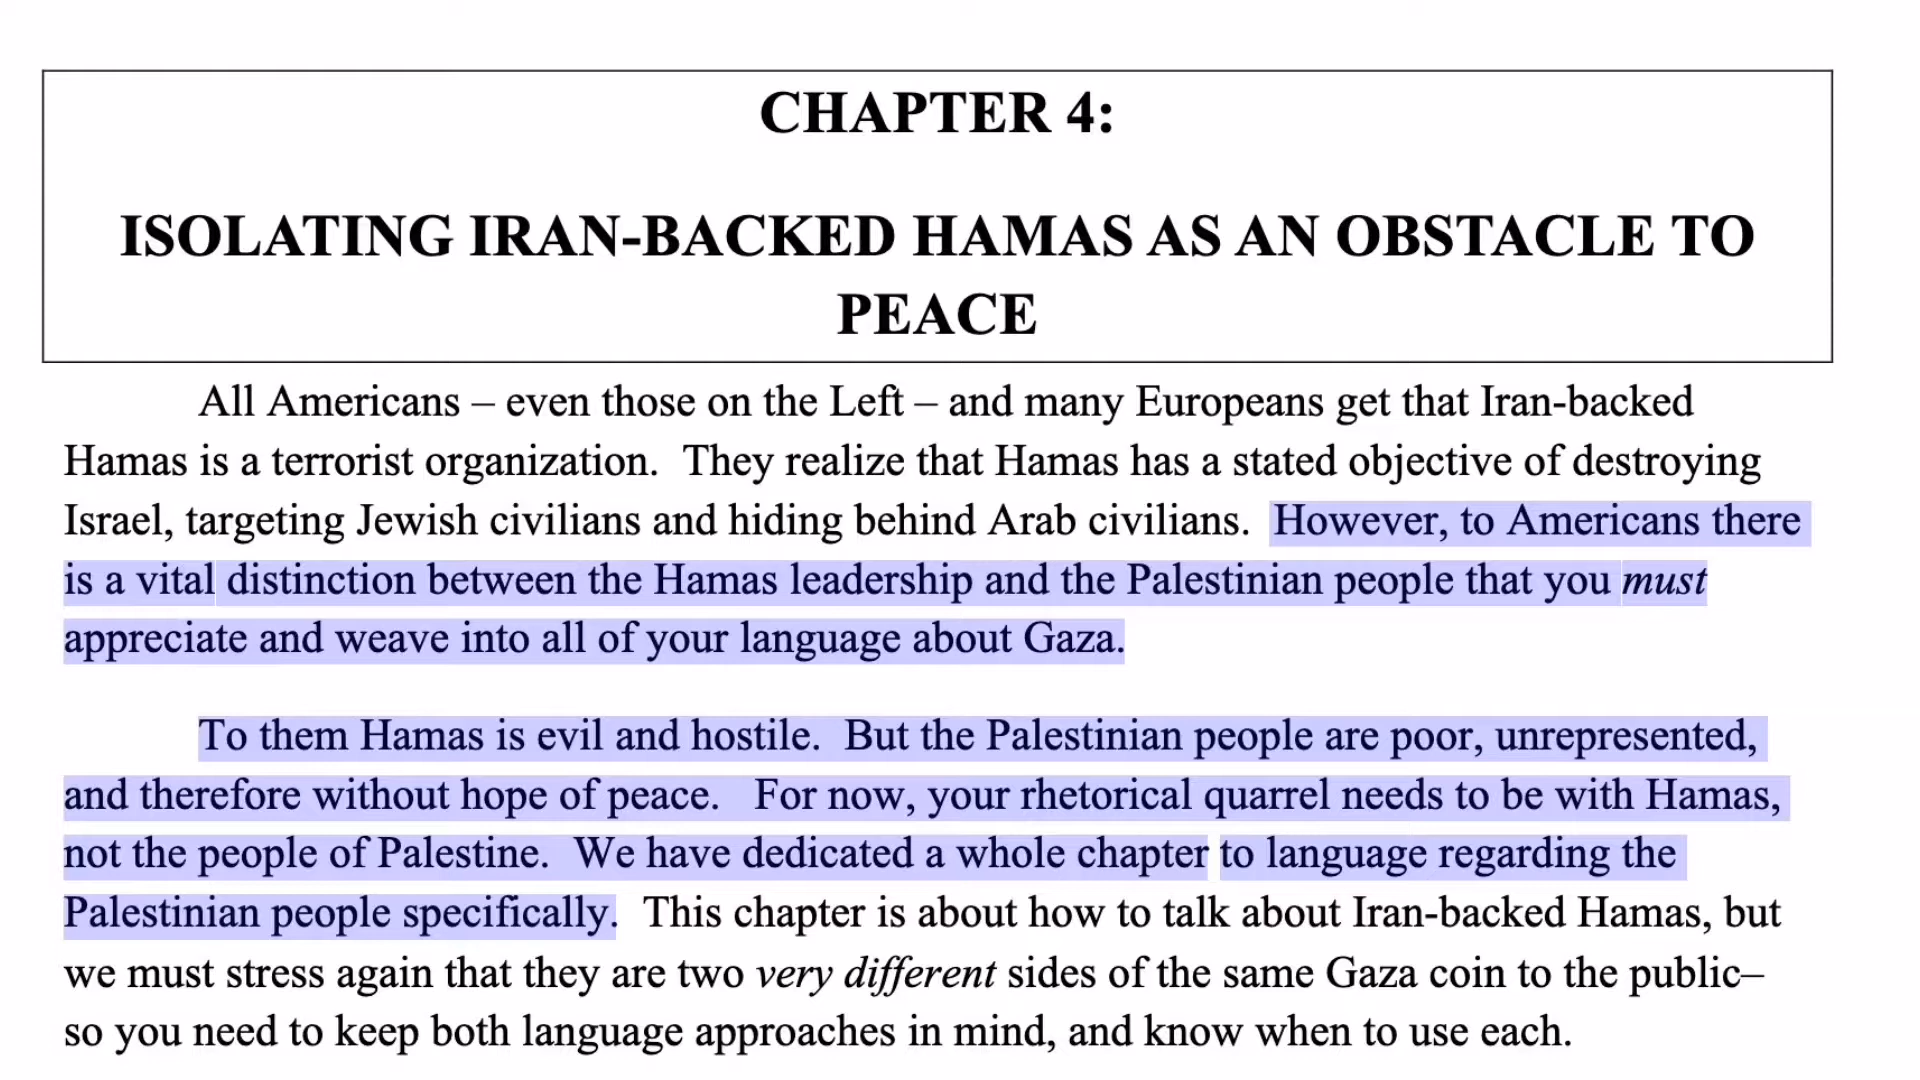 CHAPTER 4:
ISOLATING IRAN-BACKED HAMAS AS AN OBSTACLE TO
PEACE
All Americans – even those on the Left – and many Europeans get that Iran-backed
Hamas is a terrorist organization.  They realize that Hamas has a stated objective of destroying
Israel, targeting Jewish civilians and hiding behind Arab civilians.  However, to Americans there
is a vital distinction between the Hamas leadership and the Palestinian people that you must
appreciate and weave into all of your language about Gaza.
To them Hamas is evil and hostile.  But the Palestinian people are poor, unrepresented,
and therefore without hope of peace.   For now, your rhetorical quarrel needs to be with Hamas,
not the people of Palestine.  We have dedicated a whole chapter to language regarding the
Palestinian people specifically.  This chapter is about how to talk about Iran-backed Hamas, but
we must stress again that they are two very different sides of the same Gaza coin to the public–
so you need to keep both language approaches in mind, and know when to use each.